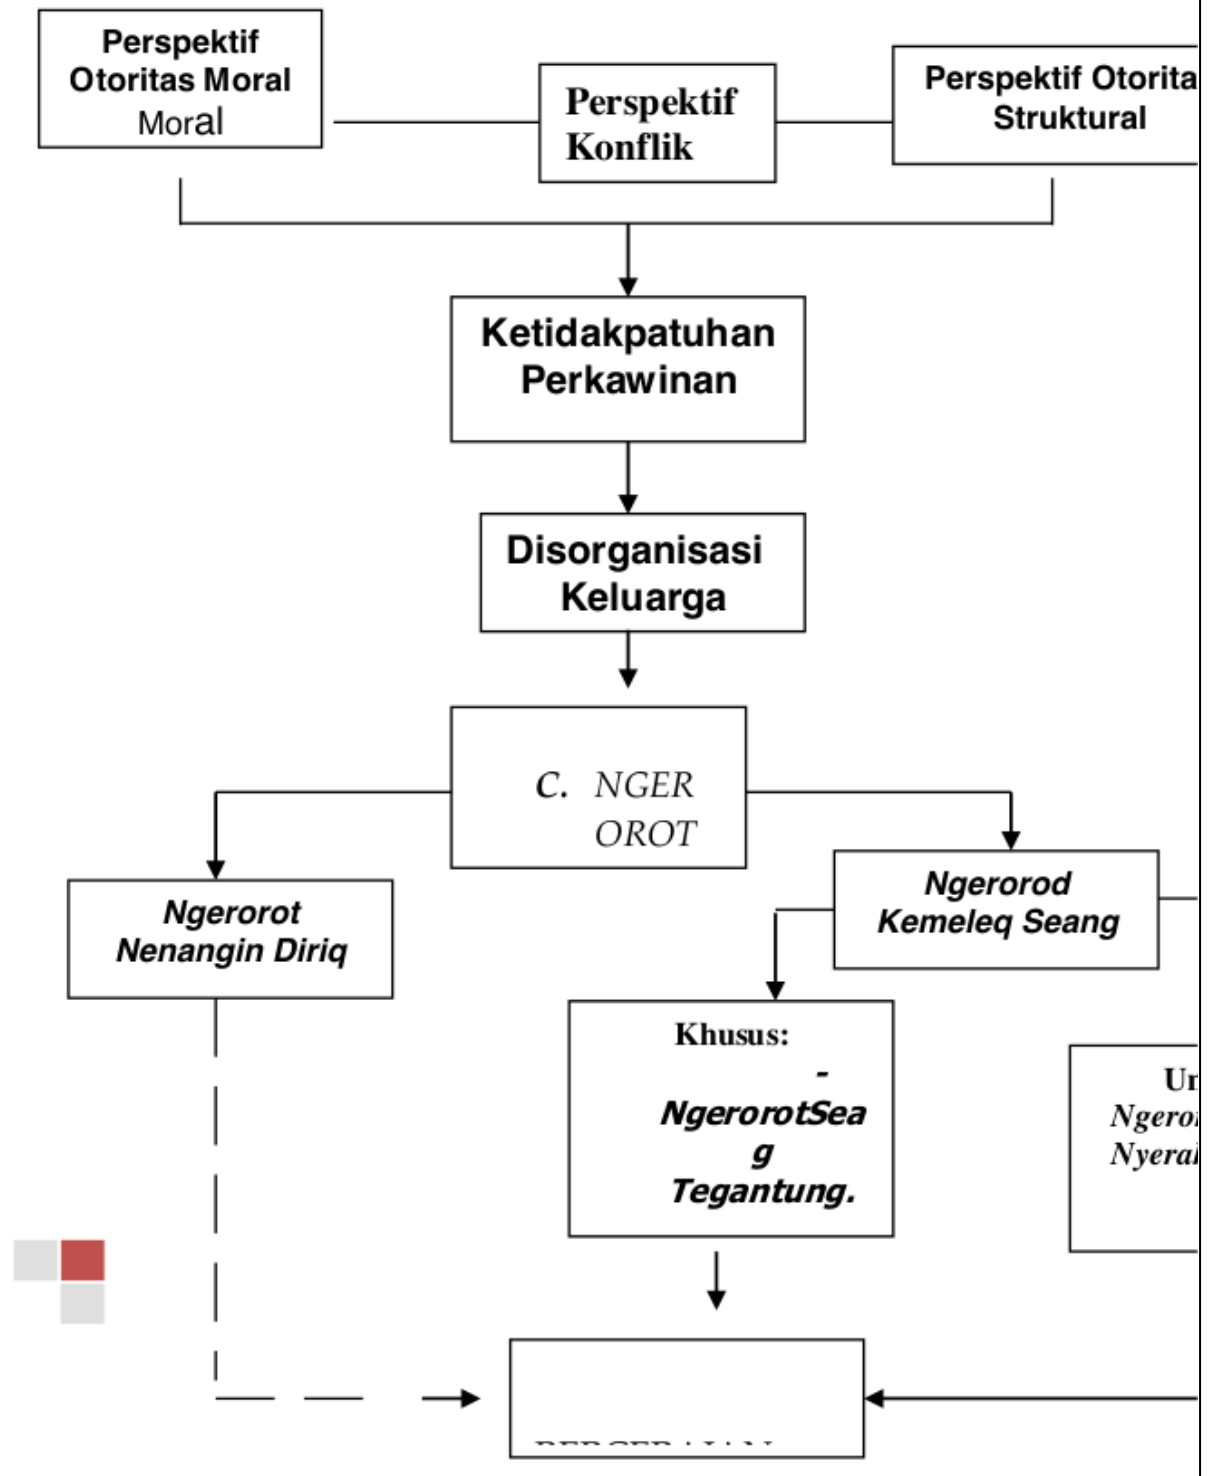 Perspektif
Otoritas Moral
Moral
Perspektif
Konflik
Perspektif Otorita
Struktural
Ketidakpatuhan
Perkawinan
Disorganisasi
Keluarga
C. NGER
OROT
Ngerorot
Nenangin Diriq
Ngerorod
Kemeleq Seang
Khusus:
-
NgerorotSea
g
Tegantung.